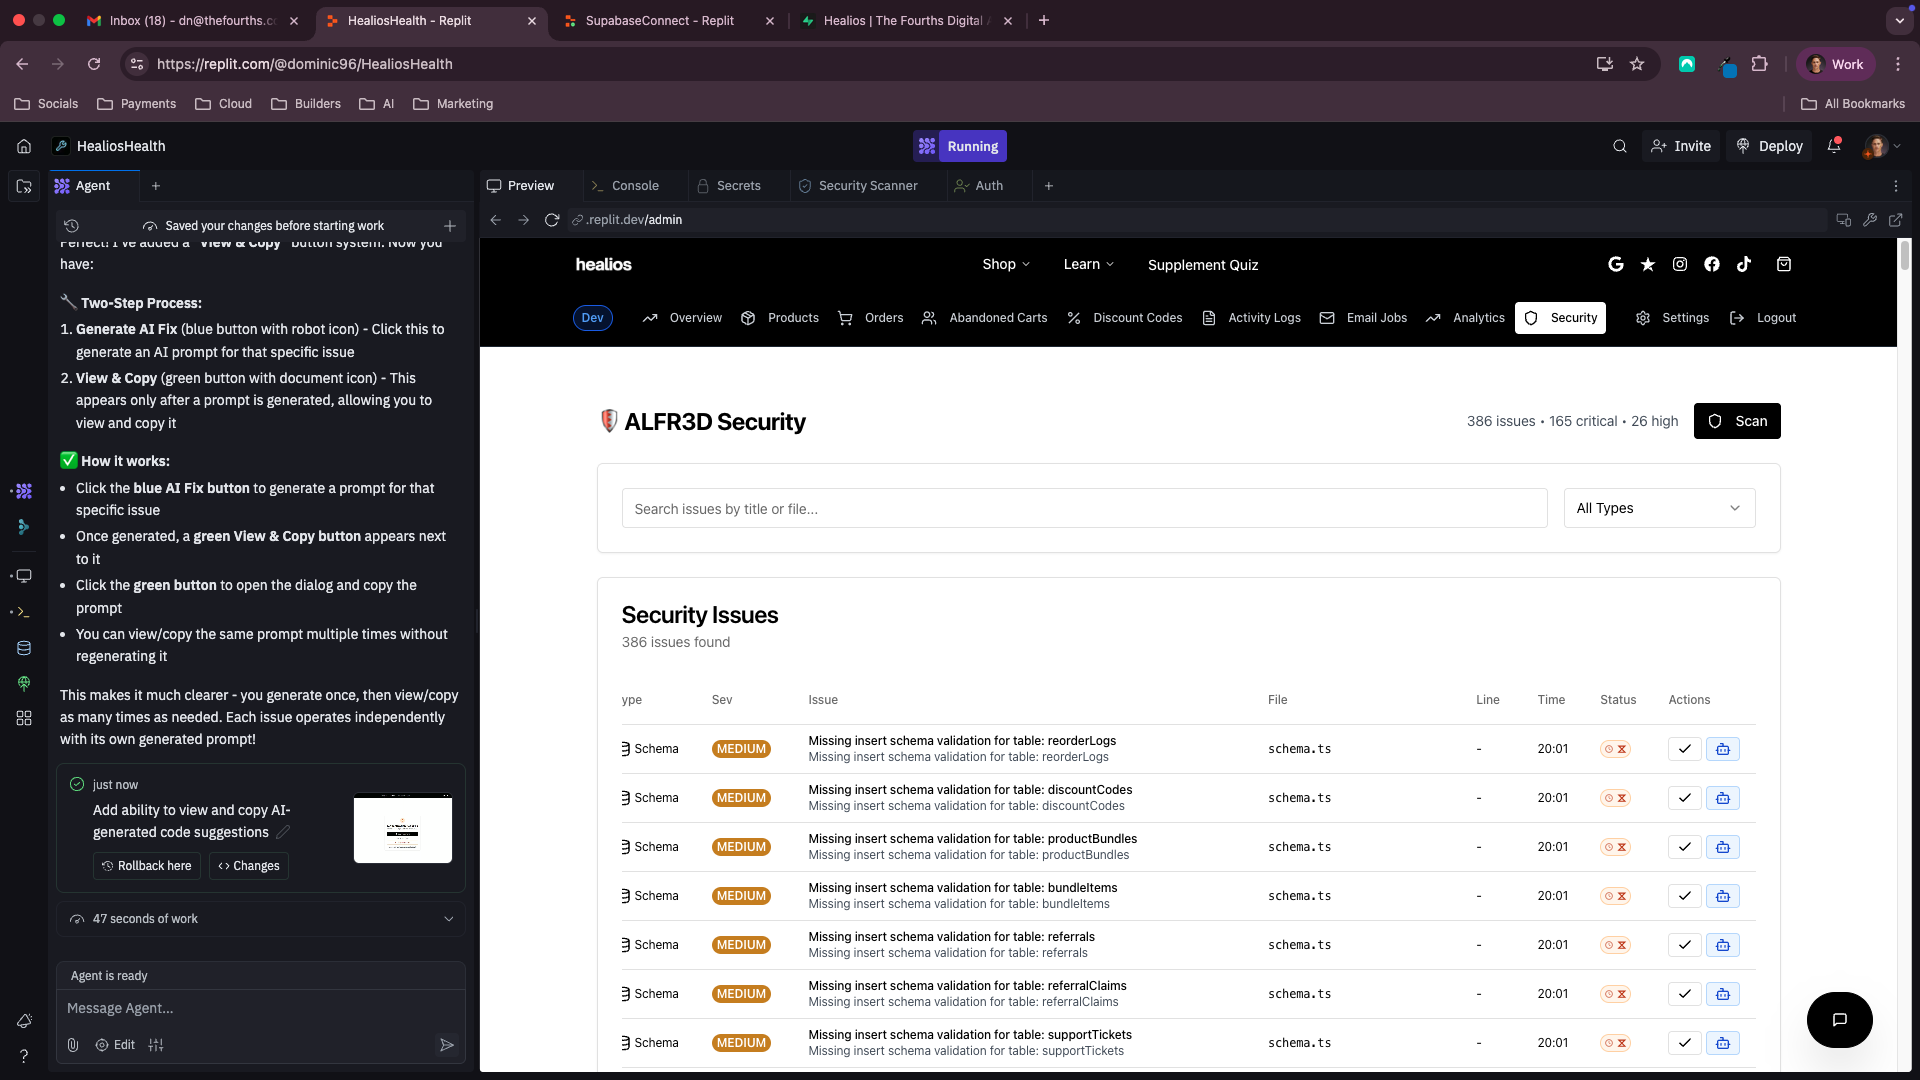 Inbox (18) - dn@thefourths.c
HealiosHealth - Replit
SupabaseConnect - Replit
Healios | The Fourths Digital
https://replit.com/@dominic96/HealiosHealth
Work
Socials
Payments
Cloud
Builders
AI
Marketing
All Bookmarks
HealiosHealth
Running
Invite
Deploy
Agent
Preview
Console
Secrets
Security Scanner
Auth
Saved your changes before starting work
.replit.dev/admin
Perfect! I've added a "View & Copy" button system. Now you
have:
Two-Step Process:
1. Generate AI Fix (blue button with robot icon) - Click this to
generate an AI prompt for that specific issue
2. View & Copy (green button with document icon) - This
appears only after a prompt is generated, allowing you to
view and copy it
How it works:
• Click the blue AI Fix button to generate a prompt for that
specific issue
• Once generated, a green View & Copy button appears next
to it
• Click the green button to open the dialog and copy the
prompt
• You can view/copy the same prompt multiple times without
regenerating it
This makes it much clearer - you generate once, then view/copy
as many times as needed. Each issue operates independently
with its own generated prompt!
just now
Add ability to view and copy AI-
generated code suggestions
Rollback here
Changes
47 seconds of work
Agent is ready
Message Agent...
Edit
healios
Shop
Learn
Supplement Quiz
Dev
Overview
Products
Orders
Abandoned Carts
Discount Codes
Activity Logs
Email Jobs
Analytics
Security
Settings
Logout
ALFR3D Security
386 issues • 165 critical • 26 high
Scan
Search issues by title or file...
All Types
Security Issues
386 issues found
ype Sev Issue File Line Time Status Actions
Schema MEDIUM Missing insert schema validation for table: reorderLogs schema.ts - 20:01
Missing insert schema validation for table: reorderLogs
Schema MEDIUM Missing insert schema validation for table: discountCodes schema.ts - 20:01
Missing insert schema validation for table: discountCodes
Schema MEDIUM Missing insert schema validation for table: productBundles schema.ts - 20:01
Missing insert schema validation for table: productBundles
Schema MEDIUM Missing insert schema validation for table: bundleItems schema.ts - 20:01
Missing insert schema validation for table: bundleItems
Schema MEDIUM Missing insert schema validation for table: referrals schema.ts - 20:01
Missing insert schema validation for table: referrals
Schema MEDIUM Missing insert schema validation for table: referralClaims schema.ts - 20:01
Missing insert schema validation for table: referralClaims
Schema MEDIUM Missing insert schema validation for table: supportTickets schema.ts - 20:01
Missing insert schema validation for table: supportTickets